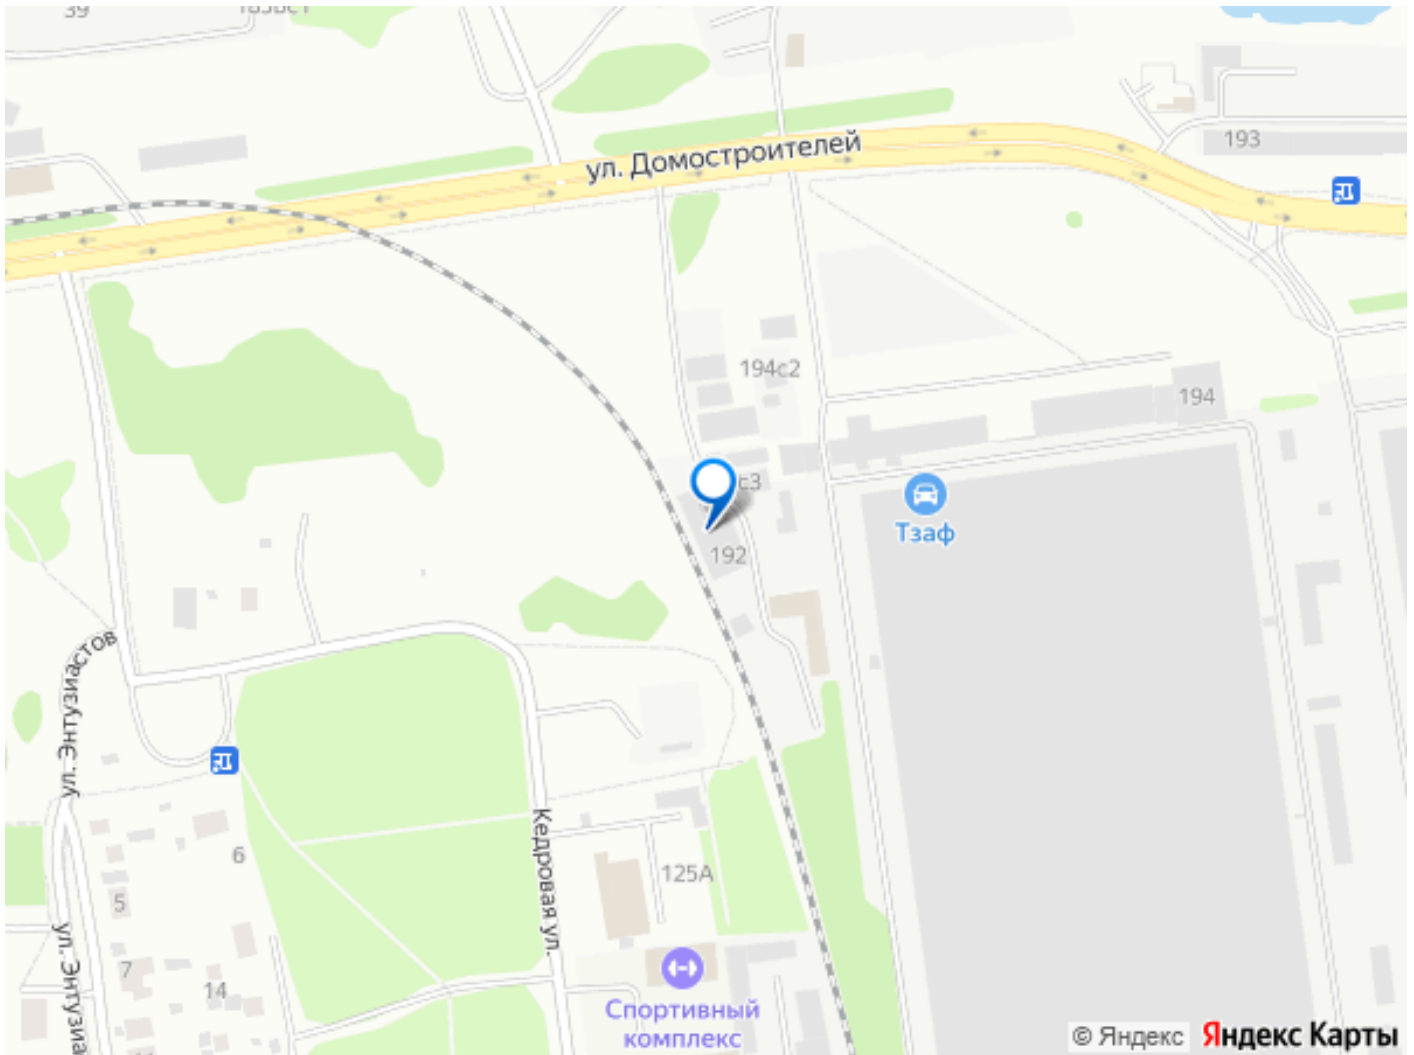 39
ул. Домостроителей
193
194с2
194
с3
Тзаф
192
ул. Энтузиастов
Кедровая ул.
6
125А
5
ул. Энтузиа
7
14
Спортивный
комплекс
© Яндекс
Яндекс Карты